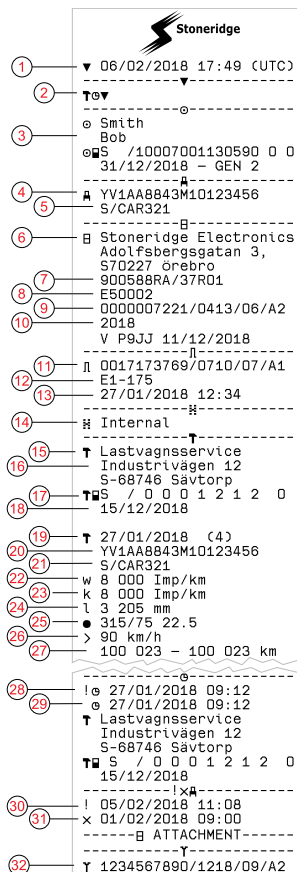 Stoneridge
1 ▼ 06/02/2018 17:49 (UTC)
2
3 Smith
Bob
S /10007001130590 0 0
31/12/2018 – GEN 2
4 YV1AA8843M10123456
5 S/CAR321
6 Stoneridge Electronics
Adolfsbergsgatan 3,
S70227 örebro
7 900588RA/37R01
8 E50002
9 0000007221/0413/06/A2
10 2018
V P9JJ 11/12/2018
11 0017173769/0710/07/A1
12 E1-175
13 27/01/2018 12:34
14 Internal
15 Lastvagnsservice
16 Industrivägen 12
S-68746 Sävtorp
17 S / 0 0 0 1 2 1 2 0
18 15/12/2018
19 27/01/2018 (4)
20 YV1AA8843M10123456
21 S/CAR321
22 w 8 000 Imp/km
23 k 8 000 Imp/km
24 l 3 205 mm
25 ● 315/75 22.5
26 > 90 km/h
27 100 023 – 100 023 km
28 ! 27/01/2018 09:12
29 27/01/2018 09:12
Lastvagnsservice
Industrivägen 12
S-68746 Sävtorp
S / 0 0 0 1 2 1 2 0
15/12/2018
!×
30 ! 05/02/2018 11:08
31 × 01/02/2018 09:00
ATTACHMENT
32 1234567890/1218/09/A2